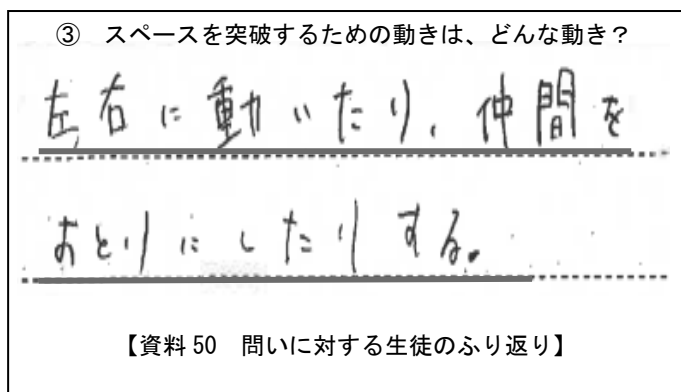 ③ スペースを突破するための動きは、どんな動き？
左右に動いたり、仲間を
おとりにしたりする。
【資料50 問いに対する生徒のふり返り】